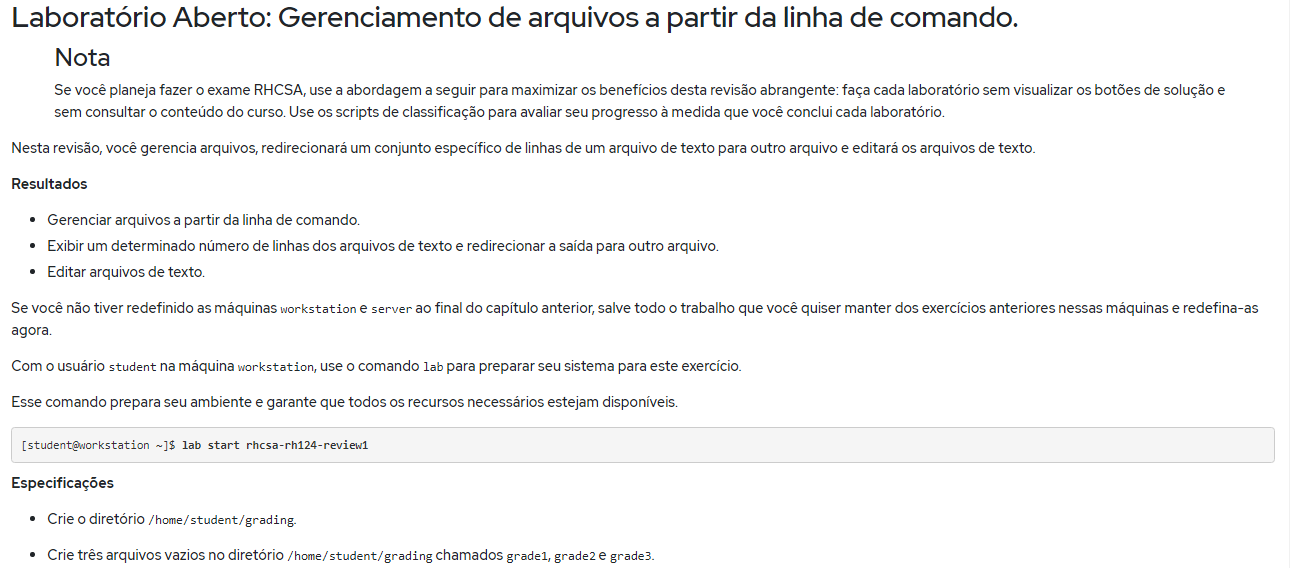 Laboratório Aberto: Gerenciamento de arquivos a partir da linha de comando.
Nota
Se você planeja fazer o exame RHCSA, use a abordagem a seguir para maximizar os benefícios desta revisão abrangente: faça cada laboratório sem visualizar os botões de solução e
sem consultar o conteúdo do curso. Use os scripts de classificação para avaliar seu progresso à medida que você conclui cada laboratório.
Nesta revisão, você gerencia arquivos, redirecionará um conjunto específico de linhas de um arquivo de texto para outro arquivo e editará os arquivos de texto.
Resultados
• Gerenciar arquivos a partir da linha de comando.
• Exibir um determinado número de linhas dos arquivos de texto e redirecionar a saída para outro arquivo.
• Editar arquivos de texto.
Se você não tiver redefinido as máquinas workstation e server ao final do capítulo anterior, salve todo o trabalho que você quiser manter dos exercícios anteriores nessas máquinas e redefina-as
agora.
Com o usuário student na máquina workstation, use o comando lab para preparar seu sistema para este exercício.
Esse comando prepara seu ambiente e garante que todos os recursos necessários estejam disponíveis.
[student@workstation ~]$ lab start rhcsa-rh124-review1
Especificações
• Crie o diretório /home/student/grading.
• Crie três arquivos vazios no diretório /home/student/grading chamados grade1, grade2 e grade3.